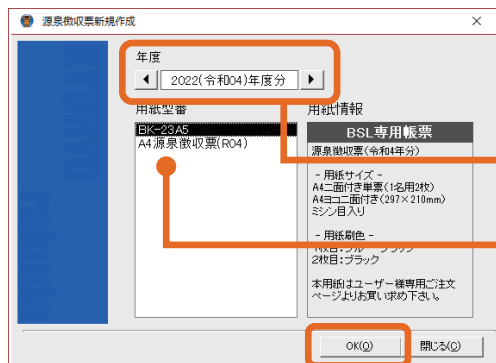 源泉徴収票新規作成
年度
2022(令和04)年度分
用紙型番
BK-23A5
A4源泉徴収票(R04)
用紙情報
BSL専用帳票
源泉徴収票(令和4年分)
- 用紙サイズ -
A4二面付き単票(1名用2枚)
A4ヨコ二面付き(297×210mm)
ミシン目入り
- 用紙刷色 -
2枚目：ブラック
本用紙はユーザー様専用ご注文
ページよりお買い求め下さい。
OK(O)
閉じる(C)
KYUYO
rakuda